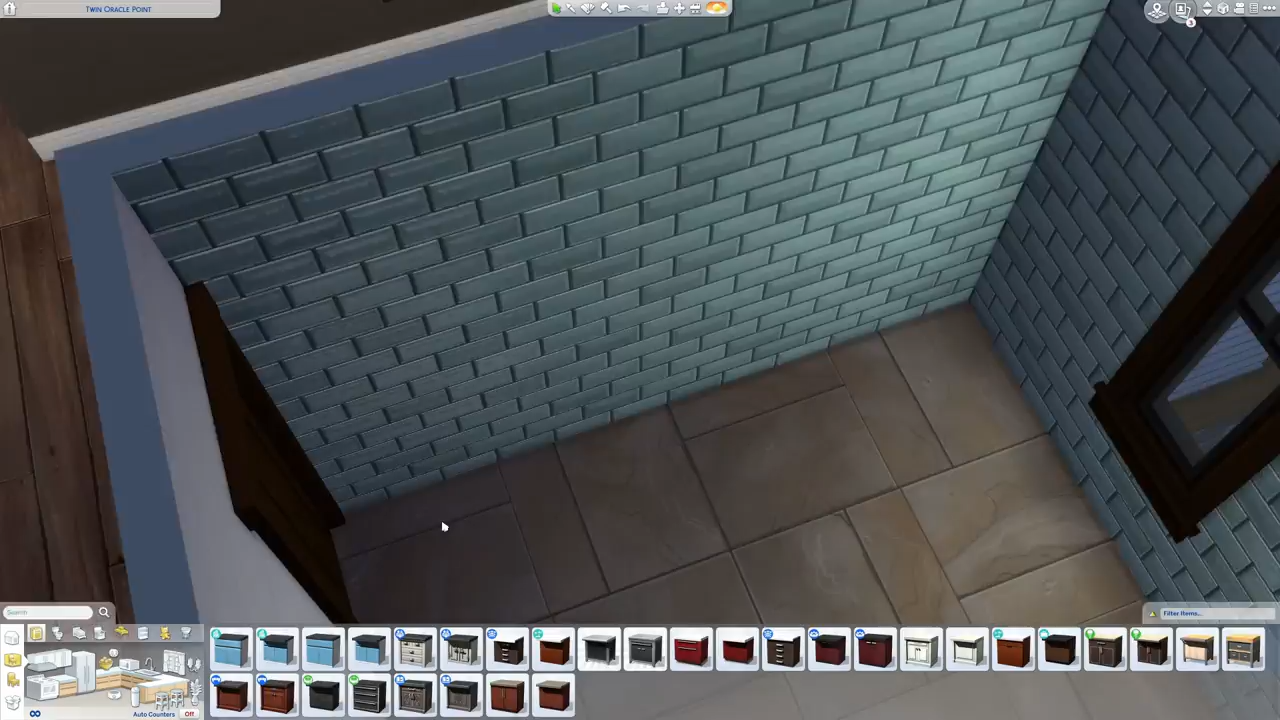 Twin Oracle Point
Search
Filter Items...
Auto Counters Off